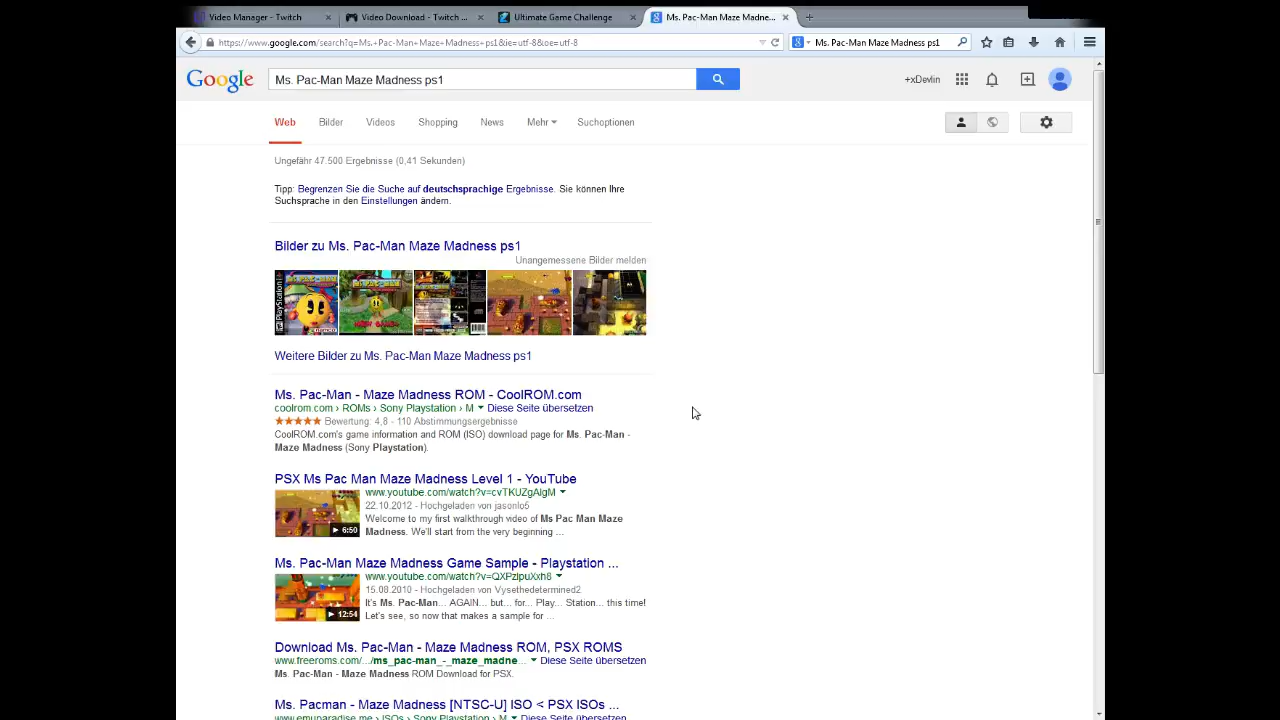 Video Manager - Twitch
Video Download - Twitch ...
Ultimate Game Challenge
Ms. Pac-Man Maze Madne...
https://www.google.com/search?q=Ms.+Pac-Man+Maze+Madness+ps1&ie=utf-8&oe=utf-8
Ms. Pac-Man Maze Madness ps1
Google
Ms. Pac-Man Maze Madness ps1
+xDevlin
Web
Bilder
Videos
Shopping
News
Mehr
Suchoptionen
Ungefähr 47.500 Ergebnisse (0,41 Sekunden)
Tipp: Begrenzen Sie die Suche auf deutschsprachige Ergebnisse. Sie können Ihre
Suchsprache in den Einstellungen ändern.
Bilder zu Ms. Pac-Man Maze Madness ps1
Unangemessene Bilder melden
Weitere Bilder zu Ms. Pac-Man Maze Madness ps1
Ms. Pac-Man - Maze Madness ROM - CoolROM.com
coolrom.com › ROMs › Sony Playstation › M Diese Seite übersetzen
Bewertung: 4,8 - 110 Abstimmungsergebnisse
CoolROM.com's game information and ROM (ISO) download page for Ms. Pac-Man -
Maze Madness (Sony Playstation).
PSX Ms Pac Man Maze Madness Level 1 - YouTube
www.youtube.com/watch?v=cvTKUZgAlgM
22.10.2012 - Hochgeladen von jasonlo5
Welcome to my first walkthrough video of Ms Pac Man Maze
Madness. We'll start from the very beginning ...
6:50
Ms. Pac-Man Maze Madness Game Sample - Playstation ...
www.youtube.com/watch?v=QXPzlpuXxh8
15.08.2010 - Hochgeladen von Vysethedetermined2
It's Ms. Pac-Man... AGAIN... but... for... Play... Station... this time!
Let's see, so now that makes a sample for ...
12:54
Download Ms. Pac-Man - Maze Madness ROM, PSX ROMS
www.freeroms.com/.../ms_pac-man_-_maze_madne... Diese Seite übersetzen
Ms. Pac-Man - Maze Madness ROM Download for PSX.
Ms. Pacman - Maze Madness [NTSC-U] ISO < PSX ISOs ...
www.emuparadise.me › ISOs › Sony Playstation › M Diese Seite übersetzen